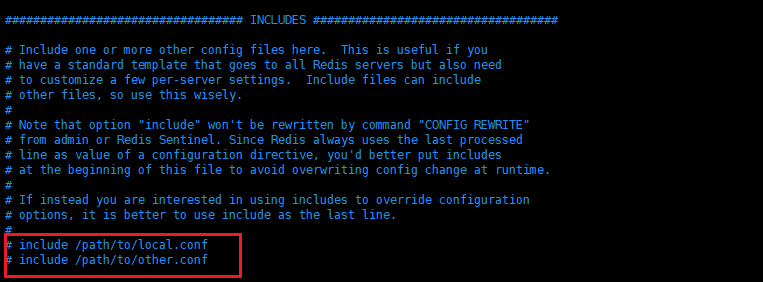 ################################## INCLUDES ###################################
# Include one or more other config files here.  This is useful if you
# have a standard template that goes to all Redis servers but also need
# to customize a few per-server settings.  Include files can include
# other files, so use this wisely.
#
# Note that option "include" won't be rewritten by command "CONFIG REWRITE"
# from admin or Redis Sentinel. Since Redis always uses the last processed
# line as value of a configuration directive, you'd better put includes
# at the beginning of this file to avoid overwriting config change at runtime.
#
# If instead you are interested in using includes to override configuration
# options, it is better to use include as the last line.
#
# include /path/to/local.conf
# include /path/to/other.conf